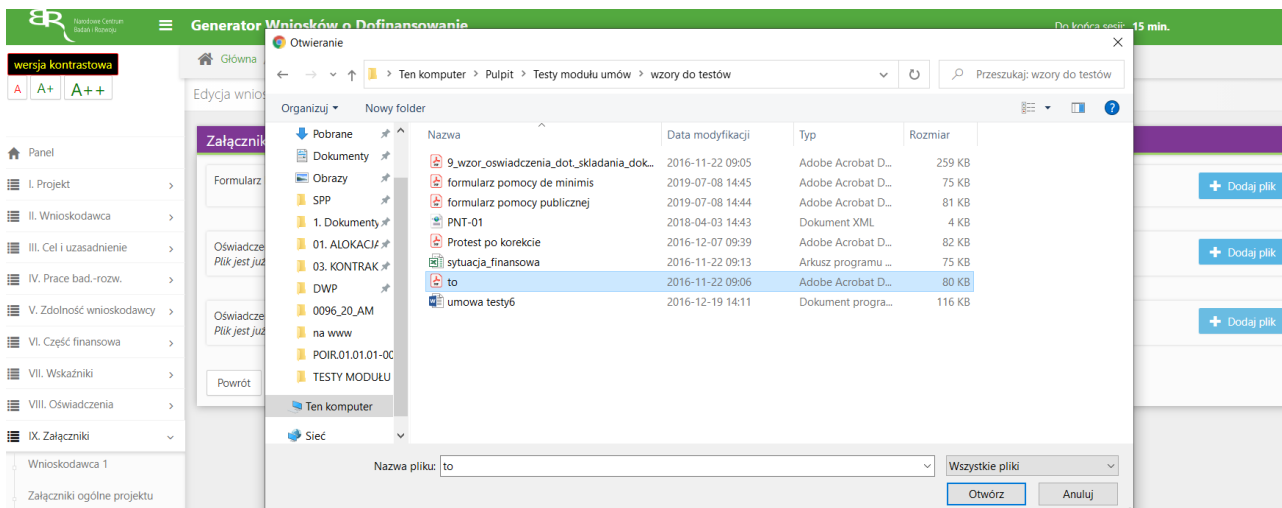 Narodowe Centrum
Badań i Rozwoju
Generator Wniosków o Dofinansowanie
Do końca sesji: 15 min.
wersja kontrastowa
A A+ A++
Główna
Edycja wnios
Panel
I. Projekt
II. Wnioskodawca
III. Cel i uzasadnienie
IV. Prace bad.-rozw.
V. Zdolność wnioskodawcy
VI. Część finansowa
VII. Wskaźniki
VIII. Oświadczenia
IX. Załączniki
Wnioskodawca 1
Załączniki ogólne projektu
Załącznik
Formularz
Dodaj plik
Oświadcze
Plik jest już
Dodaj plik
Oświadcze
Plik jest już
Dodaj plik
Powrót
Otwieranie
Ten komputer > Pulpit > Testy modułu umów > wzory do testów
Przeszukaj: wzory do testów
Organizuj Nowy folder
Pobrane
Dokumenty
Obrazy
SPP
1. Dokumenty
01. ALOKACJA
03. KONTRAK
DWP
0096_20_AM
na www
POIR.01.01.01-00
TESTY MODUŁU
Ten komputer
Sieć
Nazwa Data modyfikacji Typ Rozmiar
9_wzor_oswiadczenia_dot._skladania_dok... 2016-11-22 09:05 Adobe Acrobat D... 259 KB
formularz pomocy de minimis 2019-07-08 14:45 Adobe Acrobat D... 75 KB
formularz pomocy publicznej 2019-07-08 14:44 Adobe Acrobat D... 81 KB
PNT-01 2018-04-03 14:43 Dokument XML 4 KB
Protest po korekcie 2016-12-07 09:39 Adobe Acrobat D... 82 KB
sytuacja_finansowa 2016-11-22 09:13 Arkusz programu ... 75 KB
to 2016-11-22 09:06 Adobe Acrobat D... 80 KB
umowa testy6 2016-12-19 14:11 Dokument progra... 116 KB
Nazwa pliku: to
Wszystkie pliki
Otwórz Anuluj